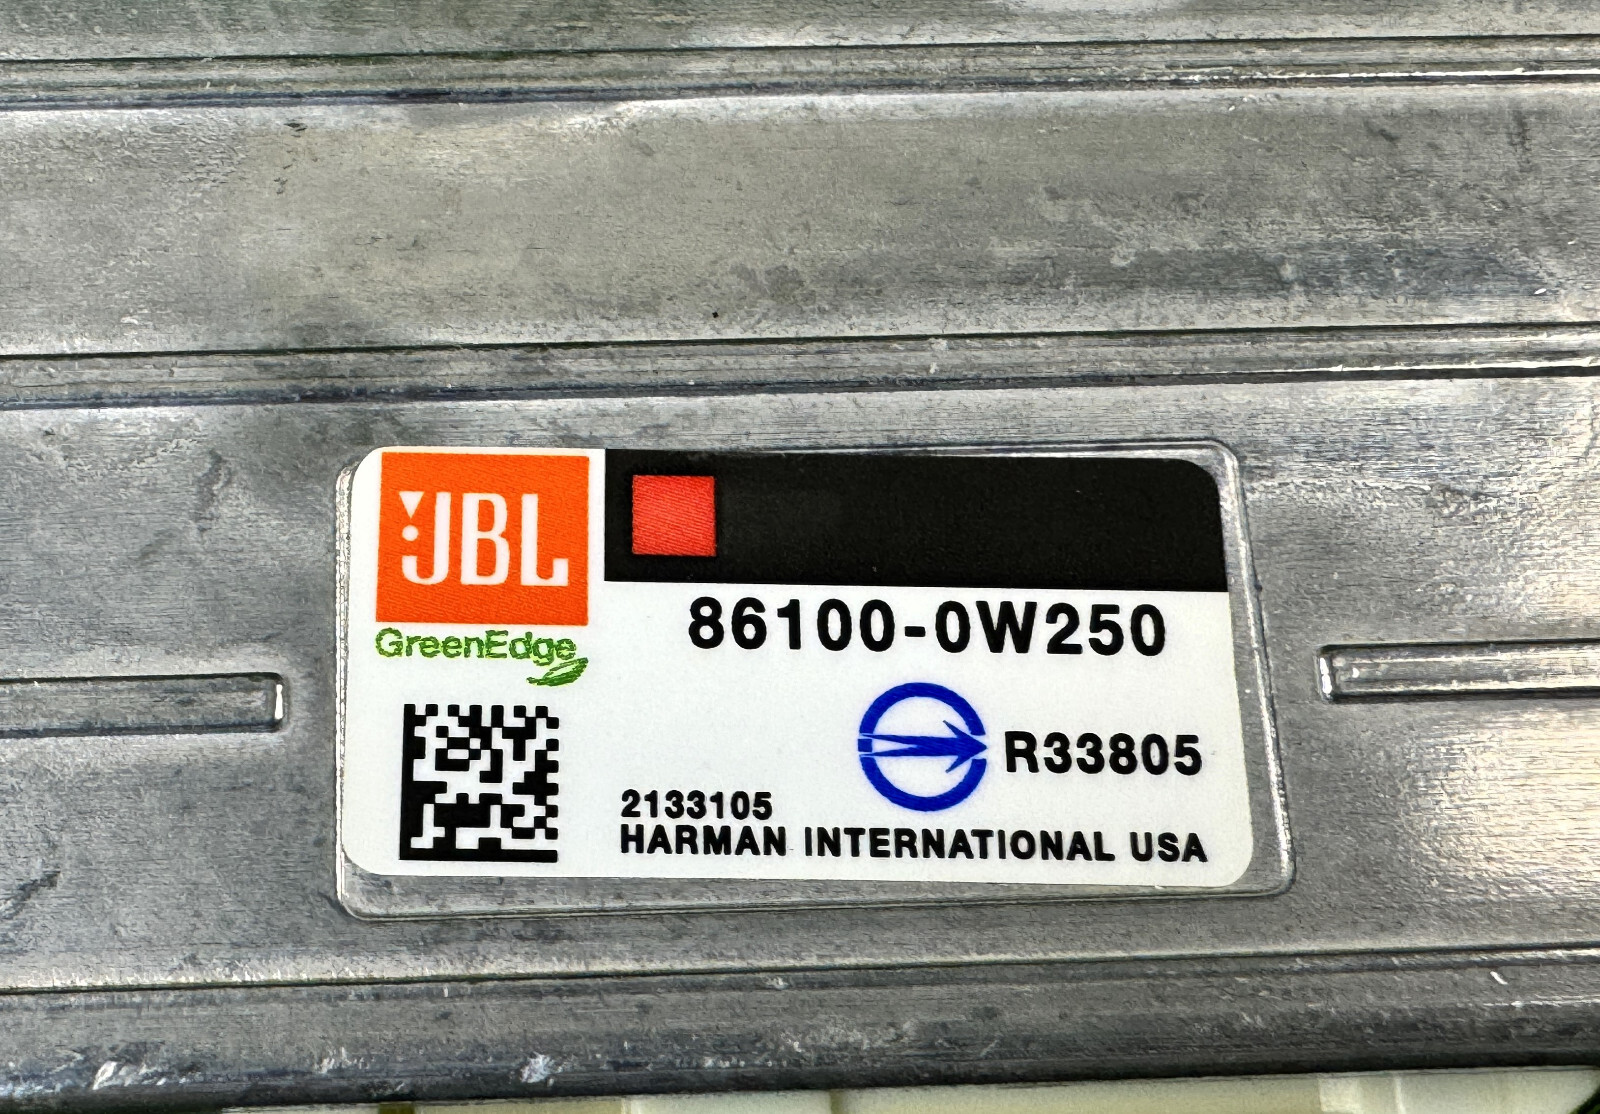 JBL
GreenEdge
86100-0W250
R33805
2133105
HARMAN INTERNATIONAL USA